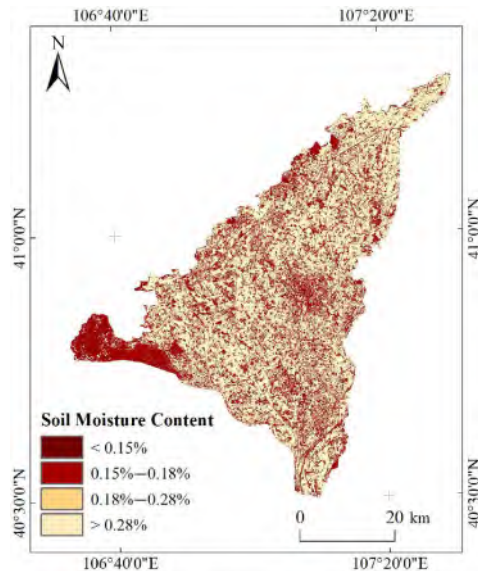 106°40'0"E 107°20'0"E
N
41°0'0"N 41°0'0"N
Soil Moisture Content
< 0.15%
0.15%—0.18%
0.18%—0.28%
> 0.28%
40°30'0"N 40°30'0"N
0 20 km
106°40'0"E 107°20'0"E